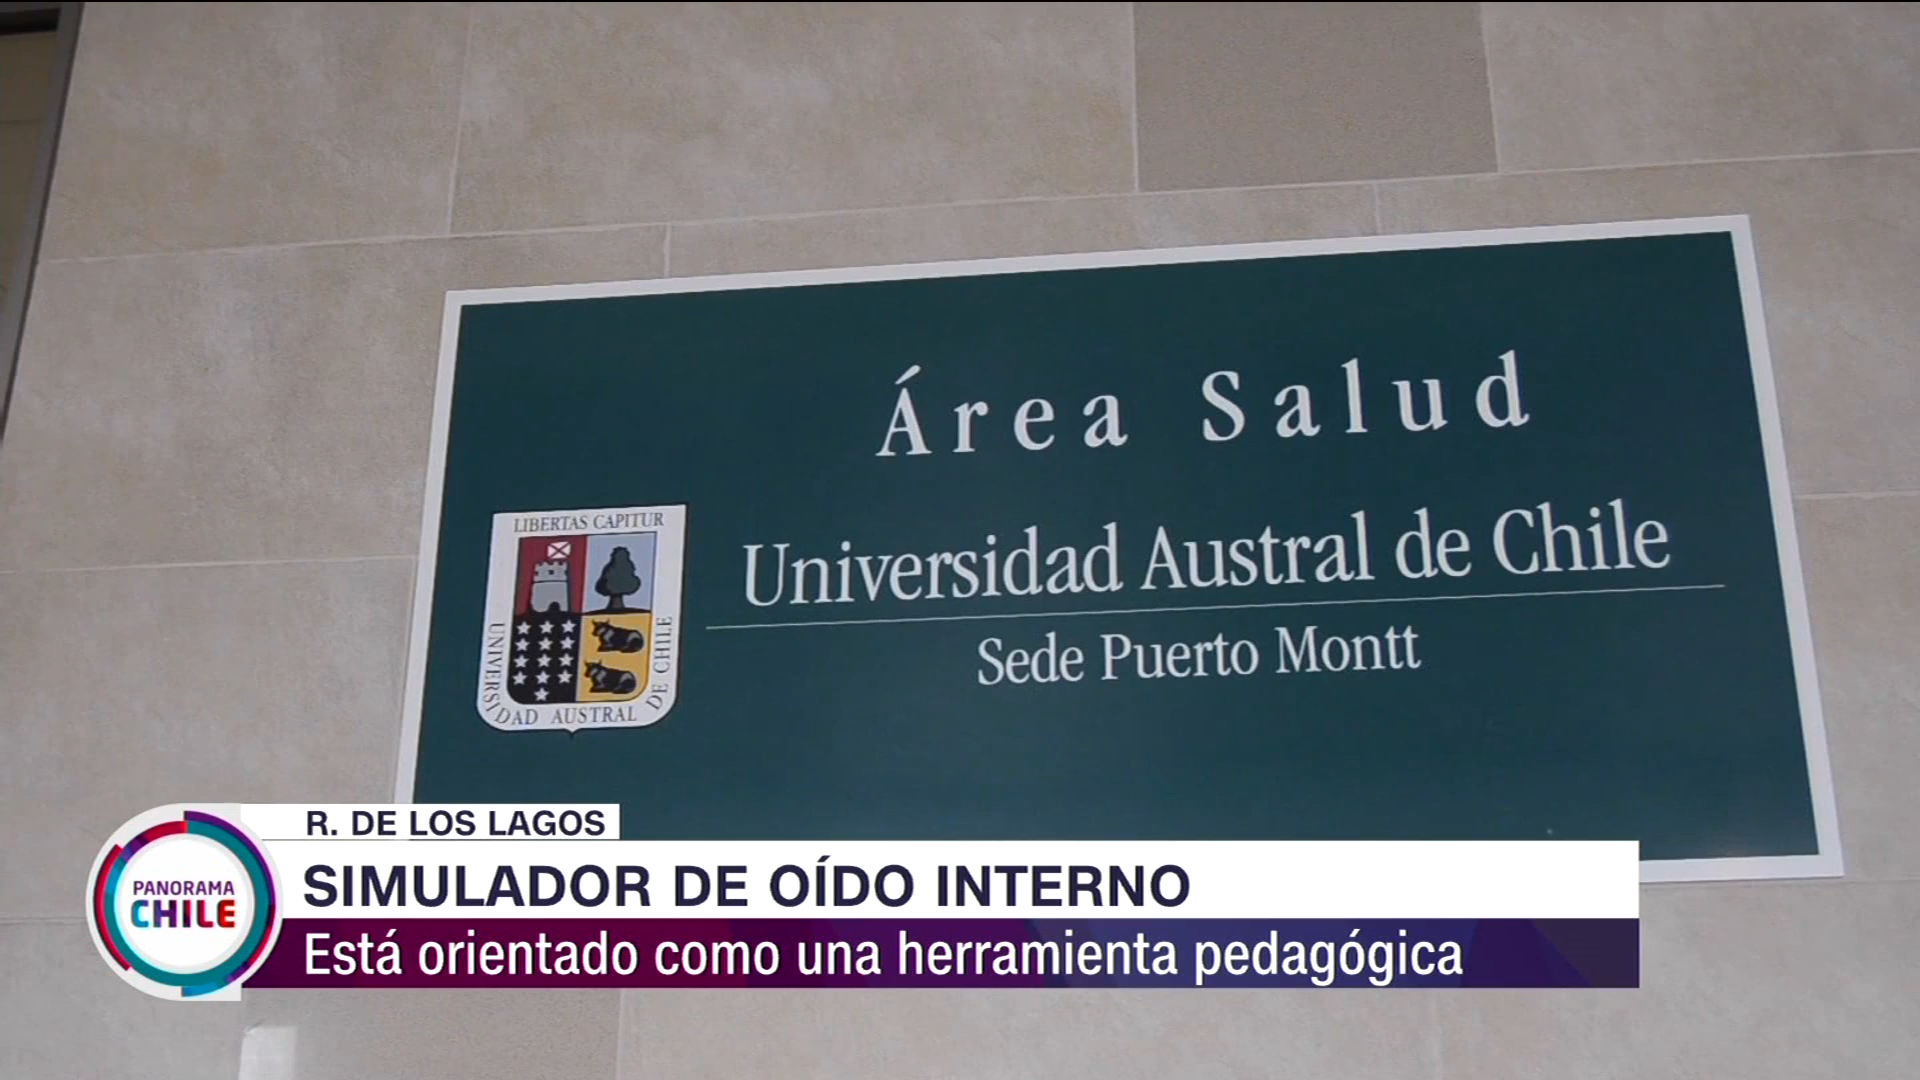 Área Salud
LIBERTAS CAPITUR
UNIVERSIDAD AUSTRAL DE CHILE
Universidad Austral de Chile
Sede Puerto Montt
R. DE LOS LAGOS
PANORAMA
CHILE
SIMULADOR DE OÍDO INTERNO
Está orientado como una herramienta pedagógica